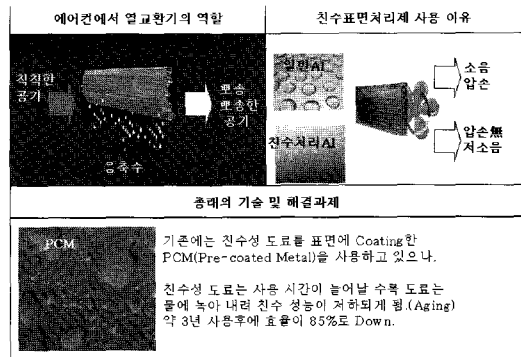 에어컨에서 열교환기의 역할
친수표면처리제 사용 이유
칙칙한
공기
뽀송
뽀송한
공기
응축수
일반Al
친수처리Al
소음
압손
압손無
저소음
종래의 기술 및 해결과제
PCM
기존에는 친수성 도료를 표면에 Coating한
PCM(Pre-coated Metal)을 사용하고 있으나,
친수성 도료는 사용 시간이 늘어날 수록 도료는
물에 녹아 내려 친수 성능이 저하되게 됨.(Aging)
약 3년 사용후에 효율이 85%로 Down.